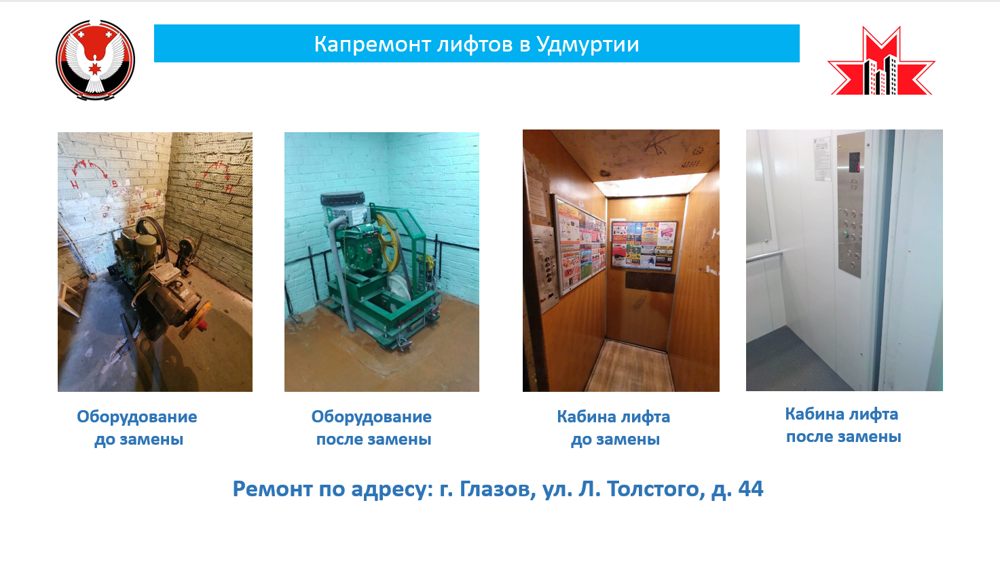 Капремонт лифтов в Удмуртии
Н
В
В
Н
ОКНА
Оборудование
до замены
Оборудование
после замены
Кабина лифта
до замены
Кабина лифта
после замены
Ремонт по адресу: г. Глазов, ул. Л. Толстого, д. 44